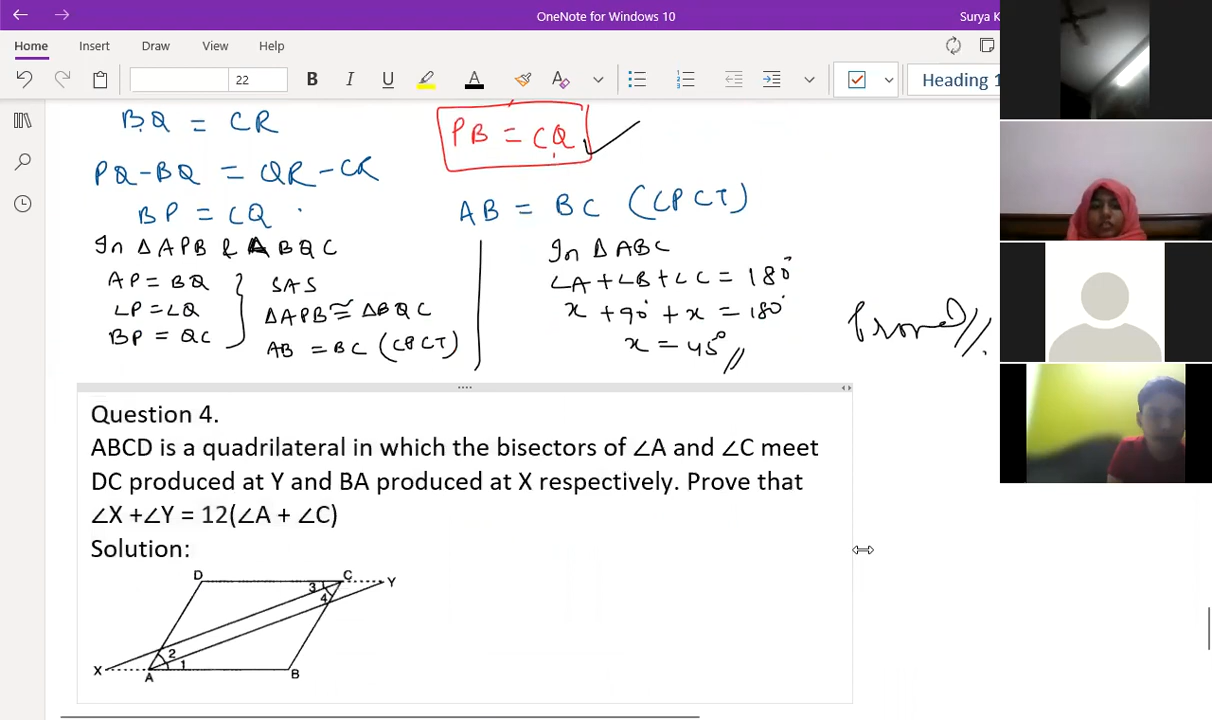 OneNote for Windows 10
Surya K
Home Insert Draw View Help
22 B I U A Heading 1
BQ = CR
PB = CQ
PQ-BQ = QR-CR
BP = CQ
AB = BC (CPCT)
In ΔAPB & ΔBQC
AP = BQ
∠P = ∠Q
BP = QC
SAS
ΔAPB ≅ ΔBQC
AB = BC (CPCT)
In ΔABC
∠A + ∠B + ∠C = 180°
x + 90° + x = 180°
x = 45°//
Proved//.
Question 4.
ABCD is a quadrilateral in which the bisectors of ∠A and ∠C meet
DC produced at Y and BA produced at X respectively. Prove that
∠X +∠Y = 12(∠A + ∠C)
Solution:
D C Y
3
4
2
X 1
A B